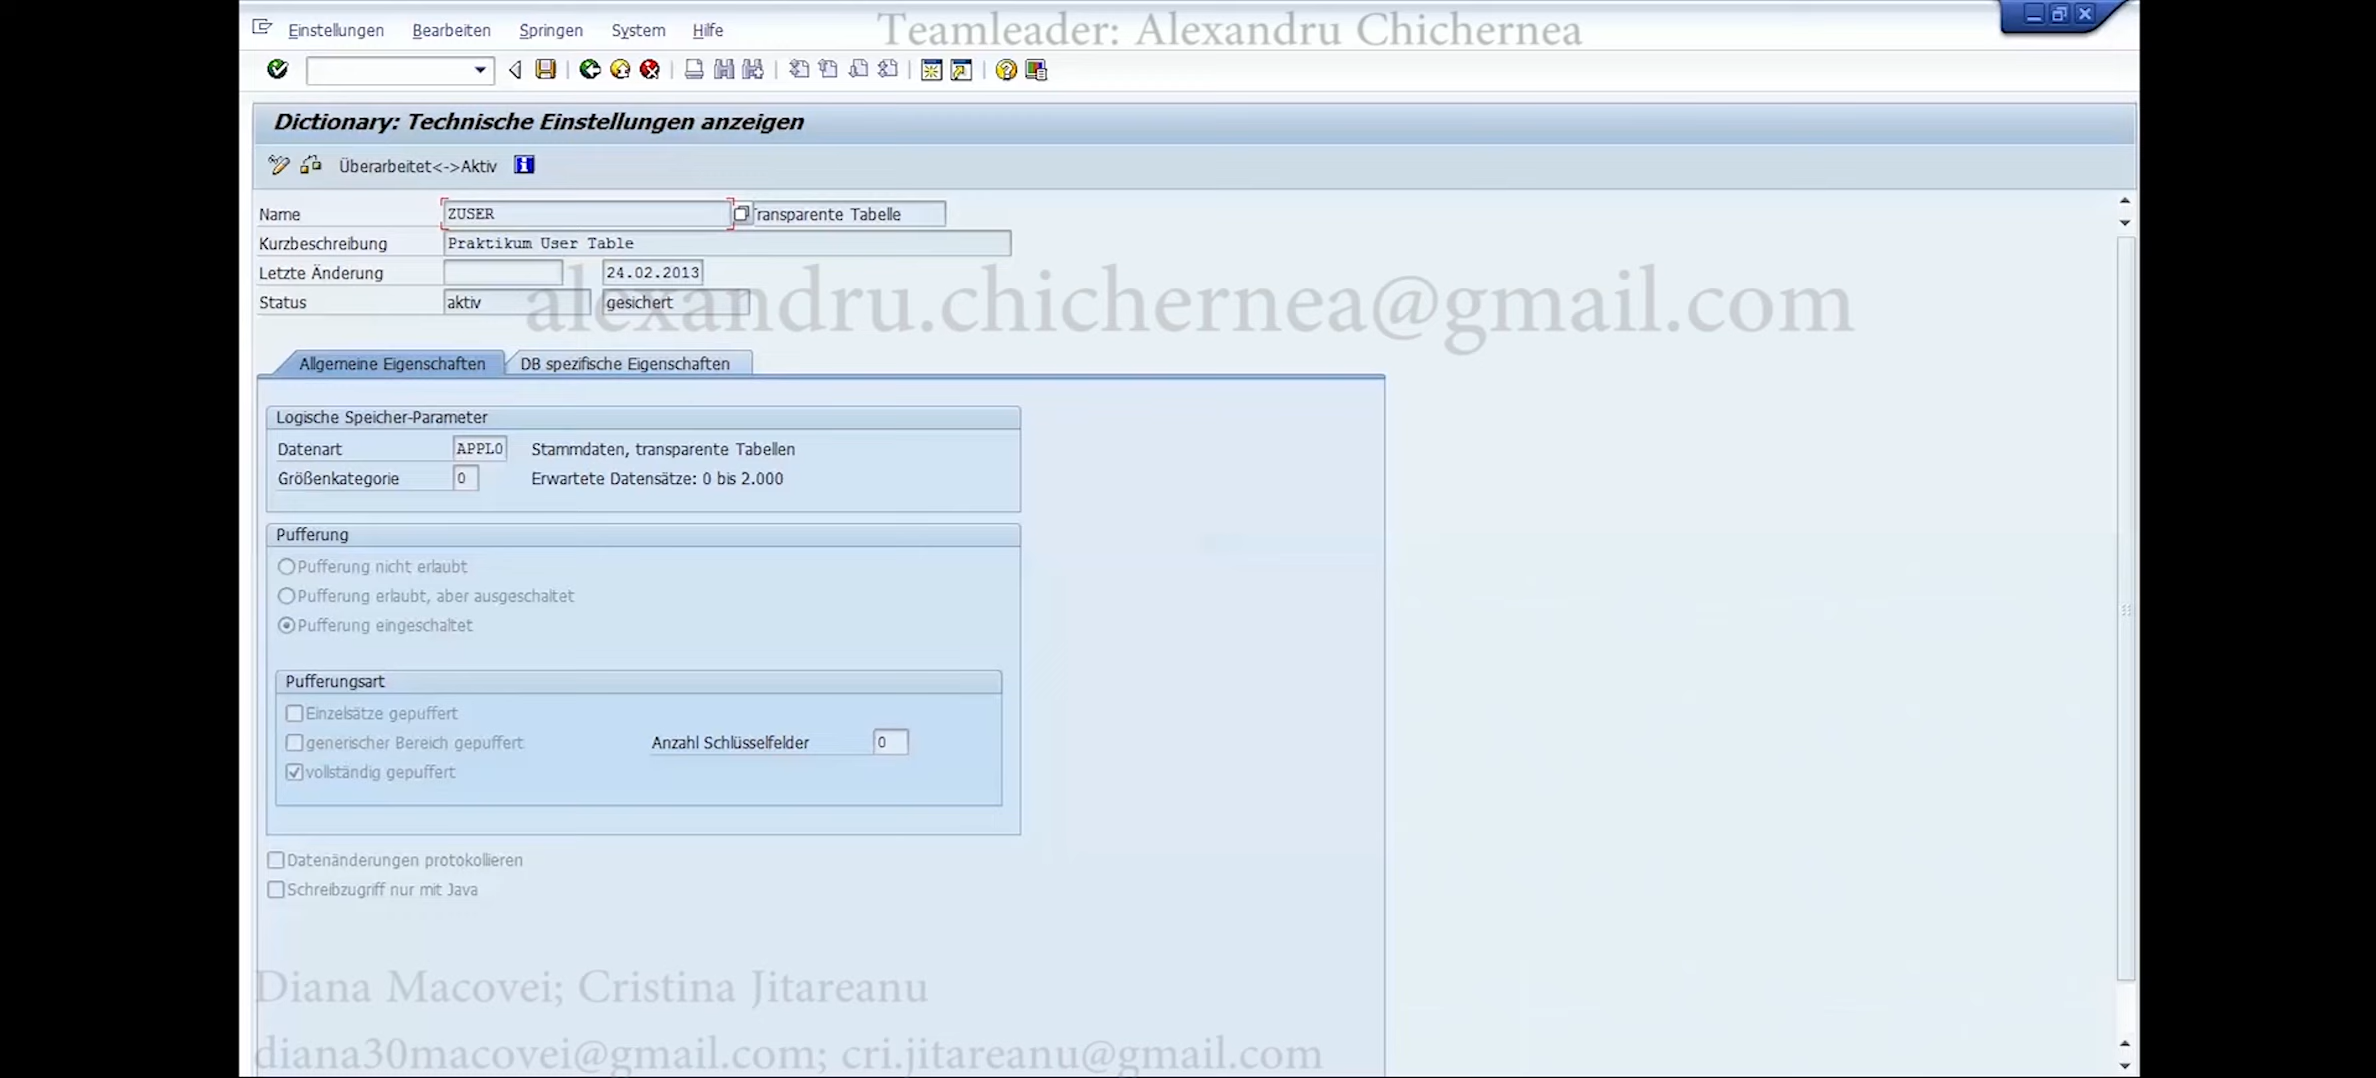 Einstellungen Bearbeiten Springen System Hilfe
Teamleader: Alexandru Chichernea
Dictionary: Technische Einstellungen anzeigen
Überarbeitet<->Aktiv
Name ZUSER Transparente Tabelle
Kurzbeschreibung Praktikum User Table
Letzte Änderung 24.02.2013
Status aktiv gesichert
alexandru.chichernea@gmail.com
Allgemeine Eigenschaften DB spezifische Eigenschaften
Logische Speicher-Parameter
Datenart APPL0 Stammdaten, transparente Tabellen
Größenkategorie 0 Erwartete Datensätze: 0 bis 2.000
Pufferung
Pufferung nicht erlaubt
Pufferung erlaubt, aber ausgeschaltet
Pufferung eingeschaltet
Pufferungsart
Einzelsätze gepuffert
generischer Bereich gepuffert Anzahl Schlüsselfelder 0
vollständig gepuffert
Datenänderungen protokollieren
Schreibzugriff nur mit Java
Diana Macovei; Cristina Jitareanu
diana30macovei@gmail.com; cri.jitareanu@gmail.com